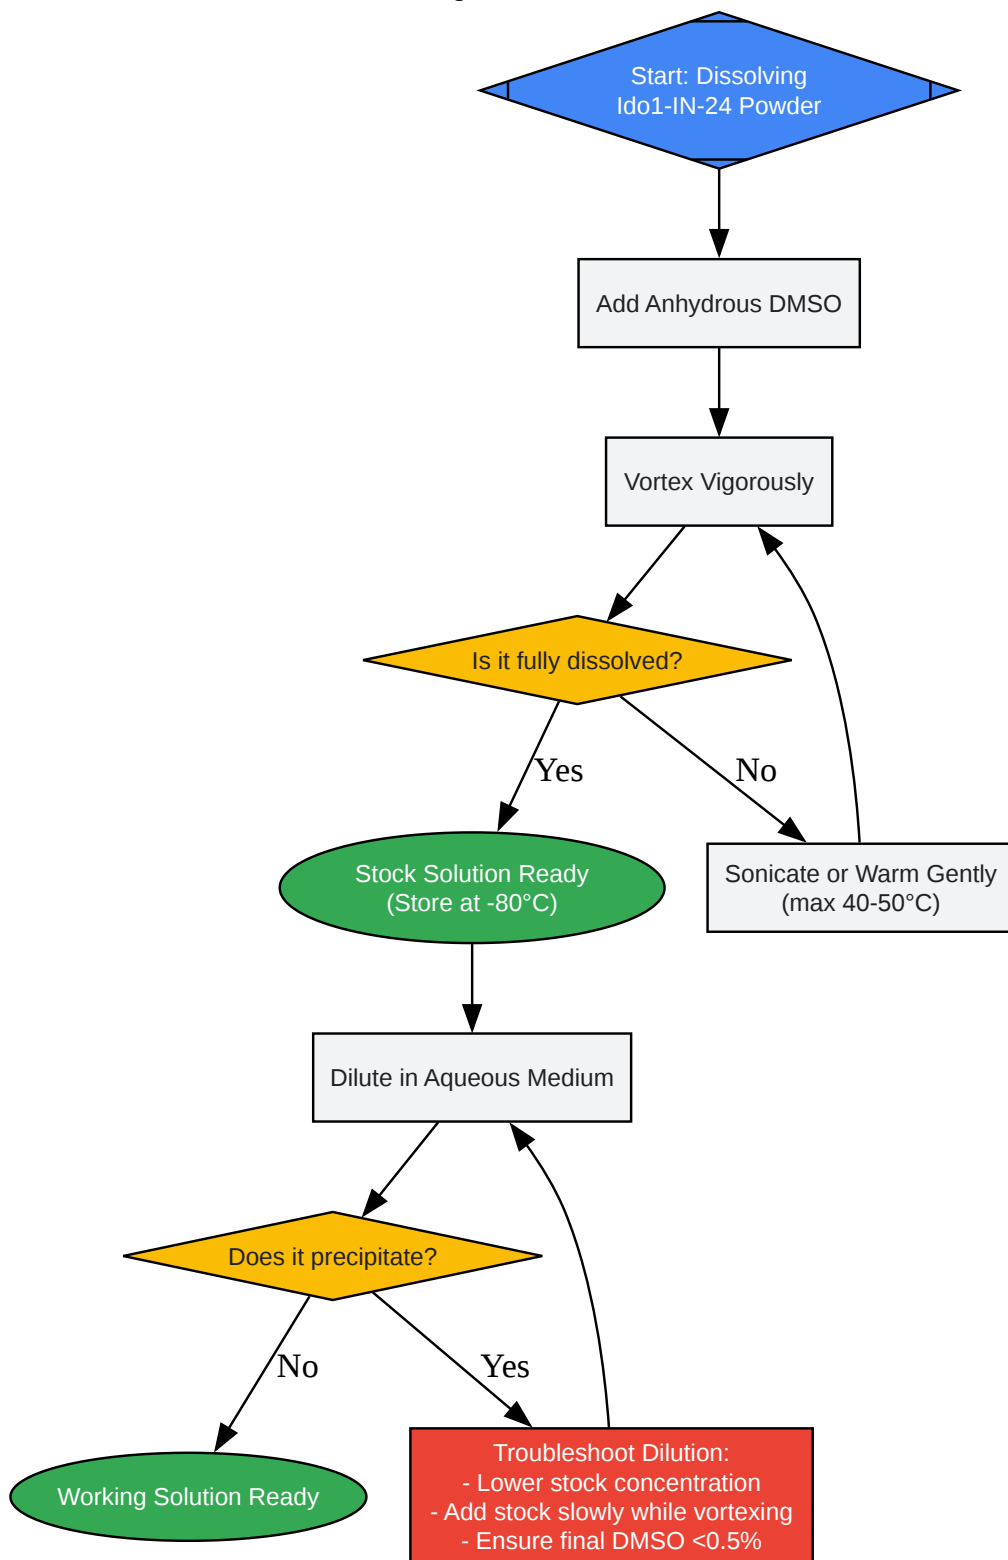 Start: Dissolving
Ido1-IN-24 Powder
Add Anhydrous DMSO
Vortex Vigorously
Is it fully dissolved?
Yes
No
Stock Solution Ready
(Store at -80°C)
Sonicate or Warm Gently
(max 40-50°C)
Dilute in Aqueous Medium
Does it precipitate?
No
Yes
Working Solution Ready
Troubleshoot Dilution:
- Lower stock concentration
- Add stock slowly while vortexing
- Ensure final DMSO <0.5%